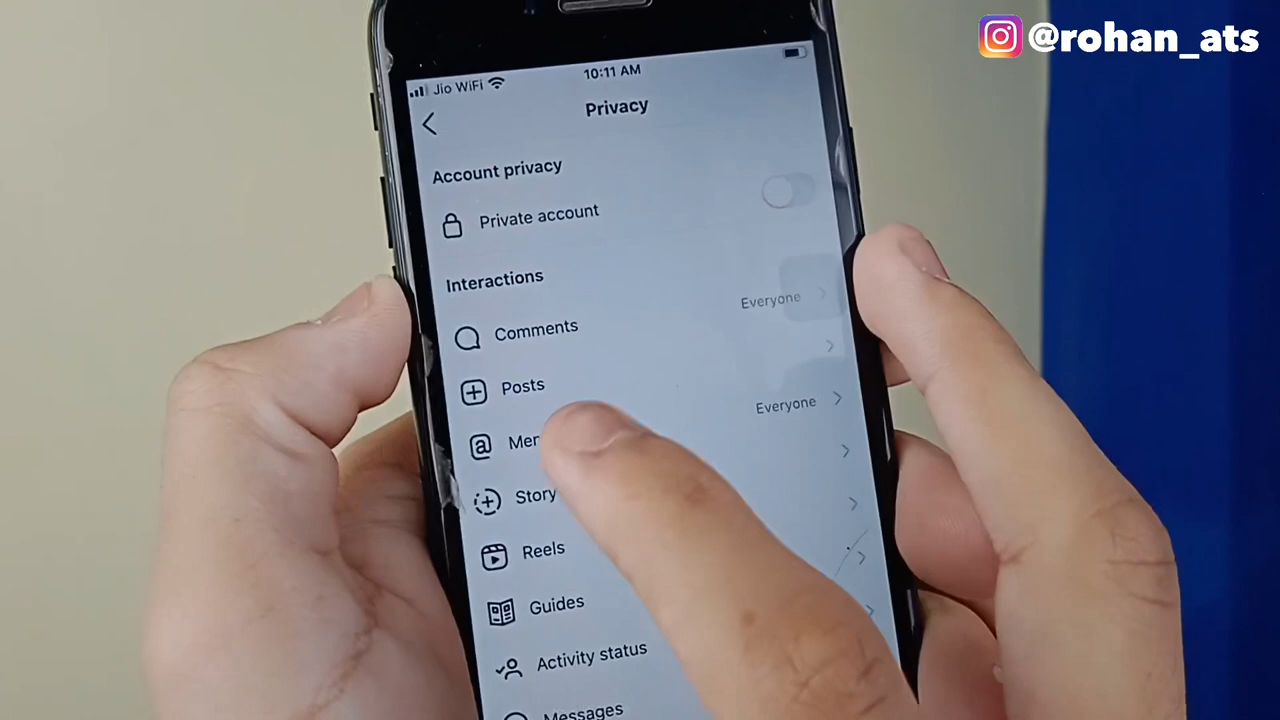 @rohan_ats
Jio WiFi 10:11 AM
Privacy
Account privacy
Private account
Interactions
Comments Everyone
Posts
Everyone
Story
Reels
Guides
Activity status
Messages